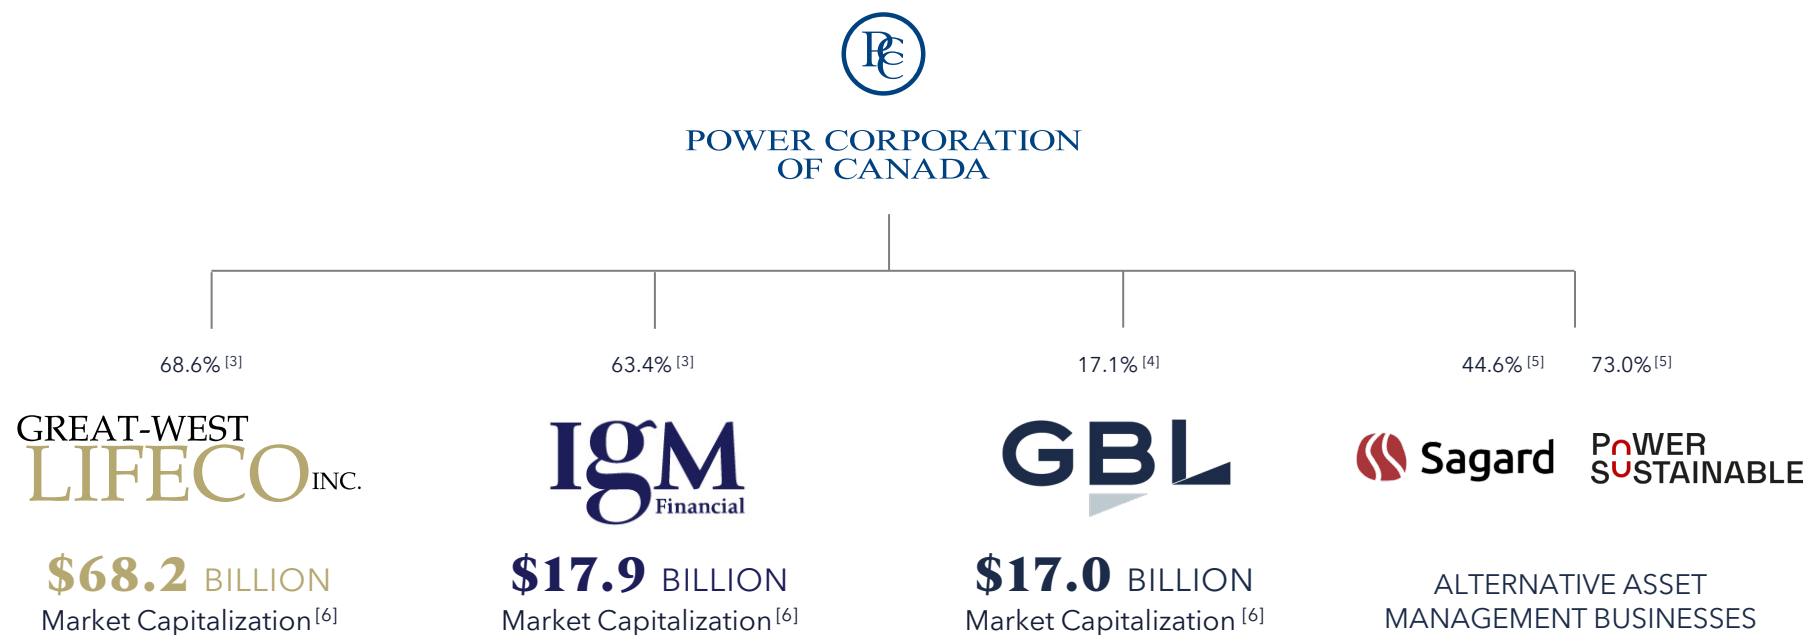 PCC
POWER CORPORATION
OF CANADA
68.6% [3]
63.4% [3]
17.1% [4]
44.6% [5]
73.0% [5]
GREAT-WEST
LIFECO INC.
IGM
Financial
GBL
Sagard
POWER
SUSTAINABLE
$68.2 BILLION
Market Capitalization [6]
$17.9 BILLION
Market Capitalization [6]
$17.0 BILLION
Market Capitalization [6]
ALTERNATIVE ASSET
MANAGEMENT BUSINESSES